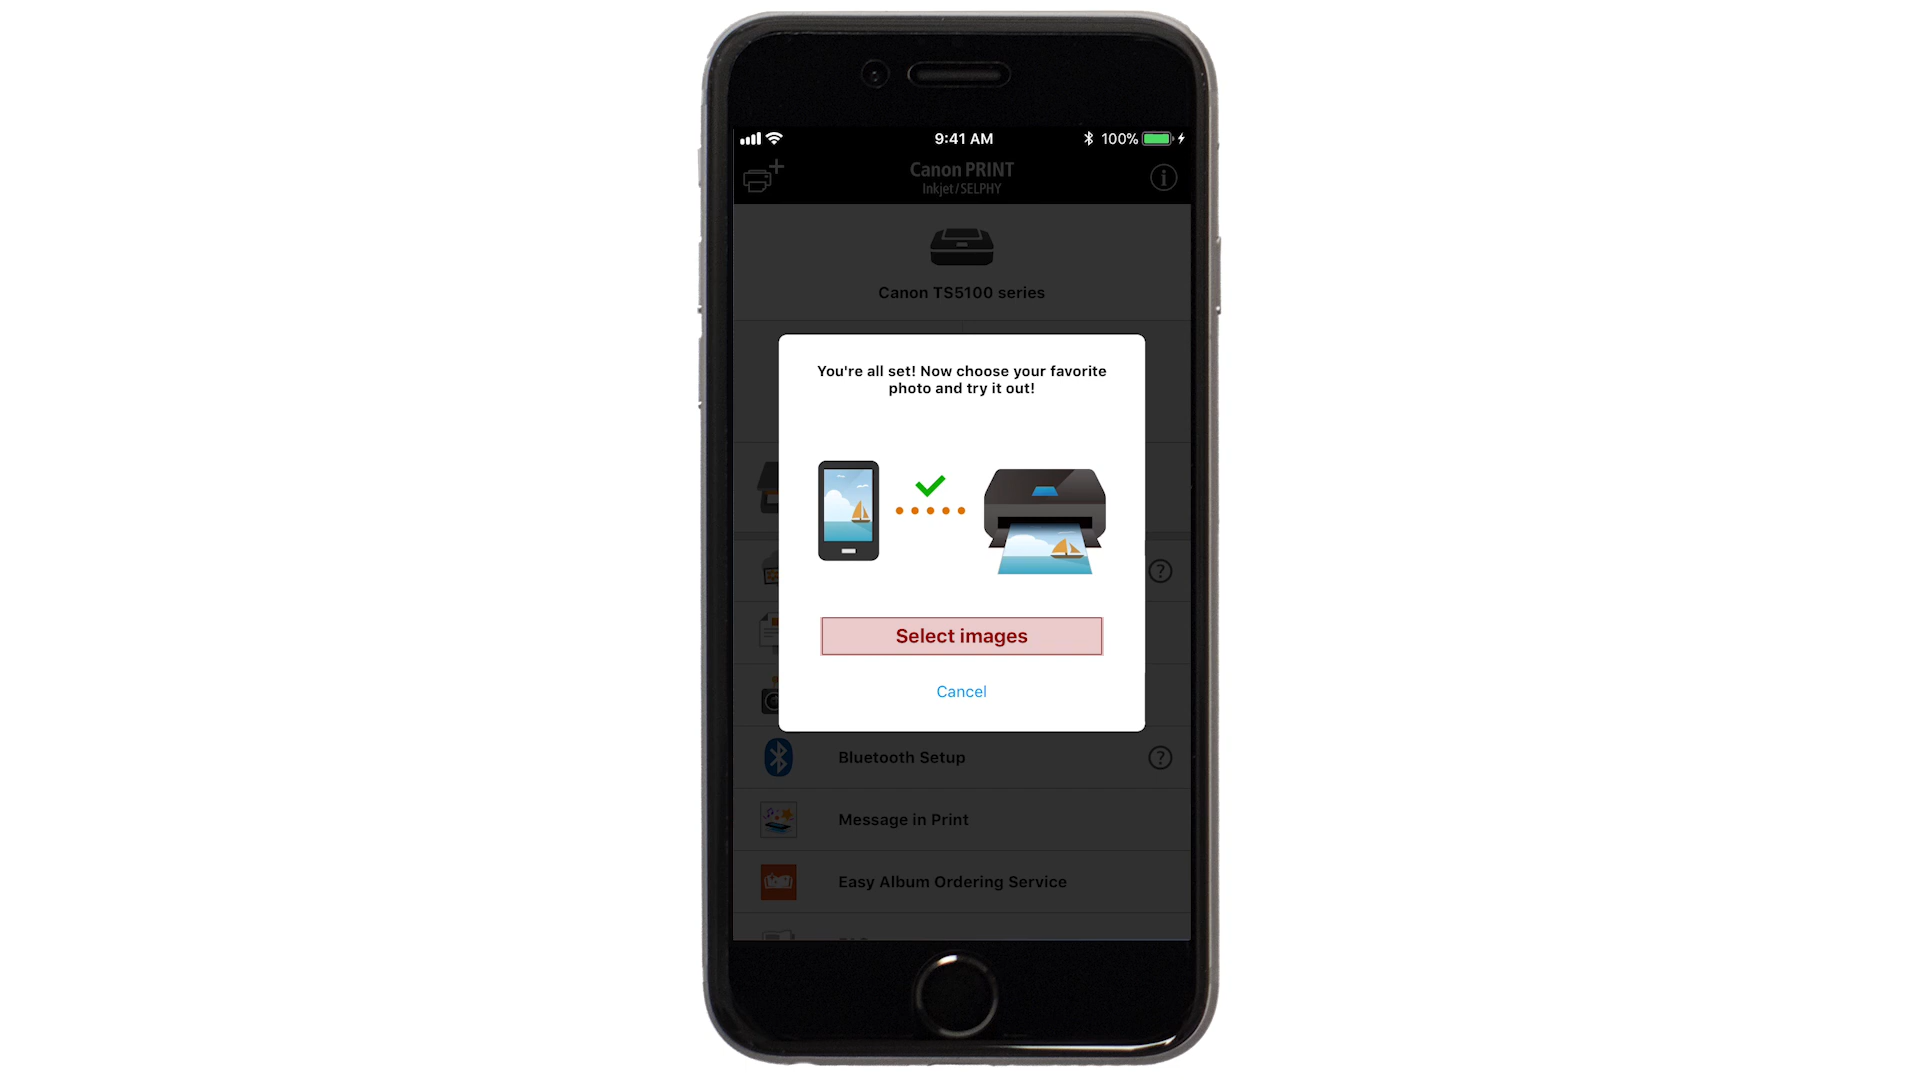 9:41 AM
100%
Canon PRINT
Inkjet/SELPHY
Canon TS5100 series
You're all set! Now choose your favorite
photo and try it out!
Select images
Cancel
Bluetooth Setup
Message in Print
Easy Album Ordering Service